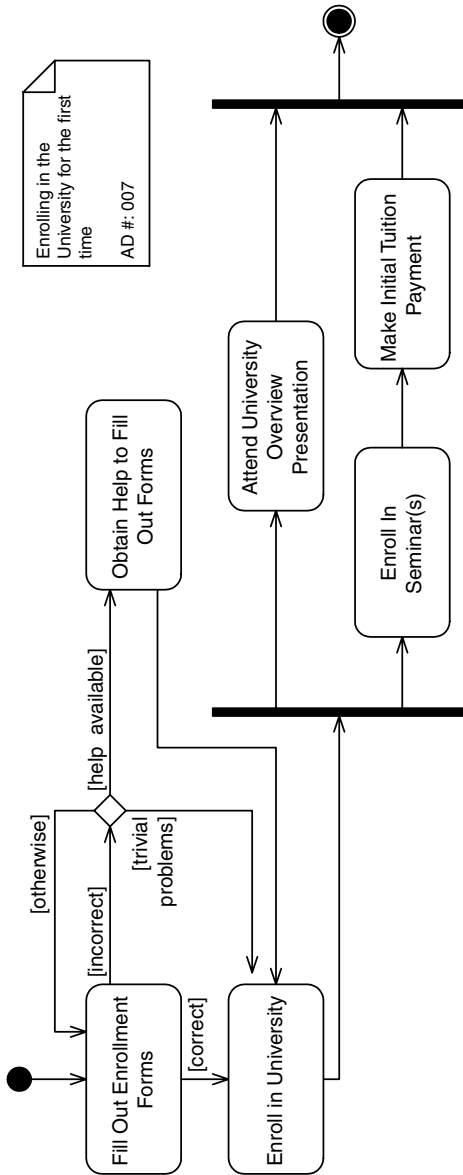 Enrolling in the
University for the first
time
AD #: 007
Fill Out Enrollment
Forms
[otherwise]
[incorrect]
[help available]
[trivial
problems]
[correct]
Obtain Help to Fill
Out Forms
Enroll in University
Attend University
Overview
Presentation
Enroll In
Seminar(s)
Make Initial Tuition
Payment